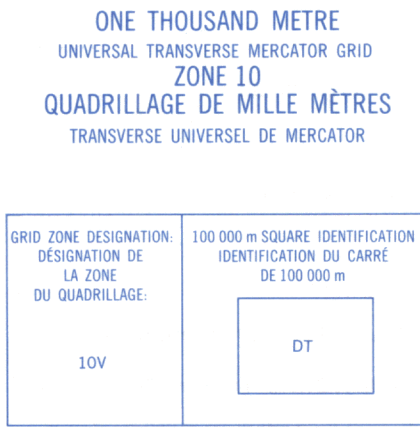 ONE THOUSAND METRE
UNIVERSAL TRANSVERSE MERCATOR GRID
ZONE 10
QUADRILLAGE DE MILLE MÈTRES
TRANSVERSE UNIVERSEL DE MERCATOR
GRID ZONE DESIGNATION:
DÉSIGNATION DE
LA ZONE
DU QUADRILLAGE:
10V
100 000 m SQUARE IDENTIFICATION
IDENTIFICATION DU CARRÉ
DE 100 000 m
DT